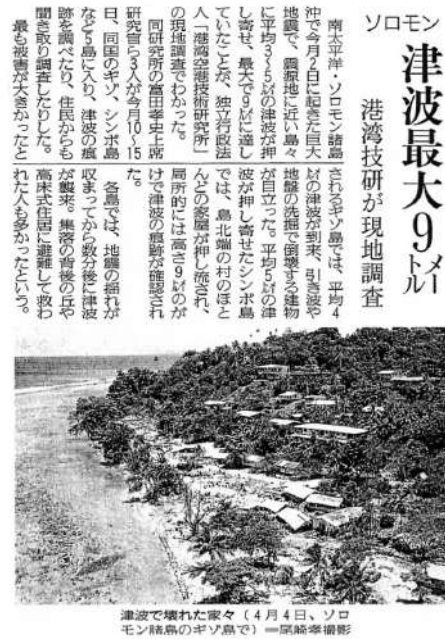 ソロモン
津波最大9メートル
港湾技研が現地調査
南太平洋・ソロモン諸島
沖で今月2日に起きた巨大
地震で、震源地に近い島々
に平均3〜5㍍の津波が押
し寄せ、最大で9㍍に達し
ていたことが、独立行政法
人「港湾空港技術研究所」
の現地調査でわかった。
同研究所の富田孝史上席
研究官ら3人が今月10〜15
日、同国のギゾ、シンボ島
など5島に入り、津波の痕
跡を調べたり、住民からも
聞き取り調査したりした。
最も被害が大きかったと
されるギゾ島では、平均4
㍍の津波が到来、引き波や
地盤の洗掘で倒壊する建物
が目立った。平均5㍍の津
波が押し寄せたシンボ島
では、島北端の村のほと
んどの家屋が押し流され、
局所的には高さ9㍍のが
けで津波の痕跡が確認され
た。
各島では、地震の揺れが
収まってから数分後に津波
が襲来。集落の背後の丘や
高床式住居に避難して救わ
れた人も多かったという。
津波で壊れた家々(4月4日、ソロ
モン諸島のギゾ島で)=尾崎孝撮影